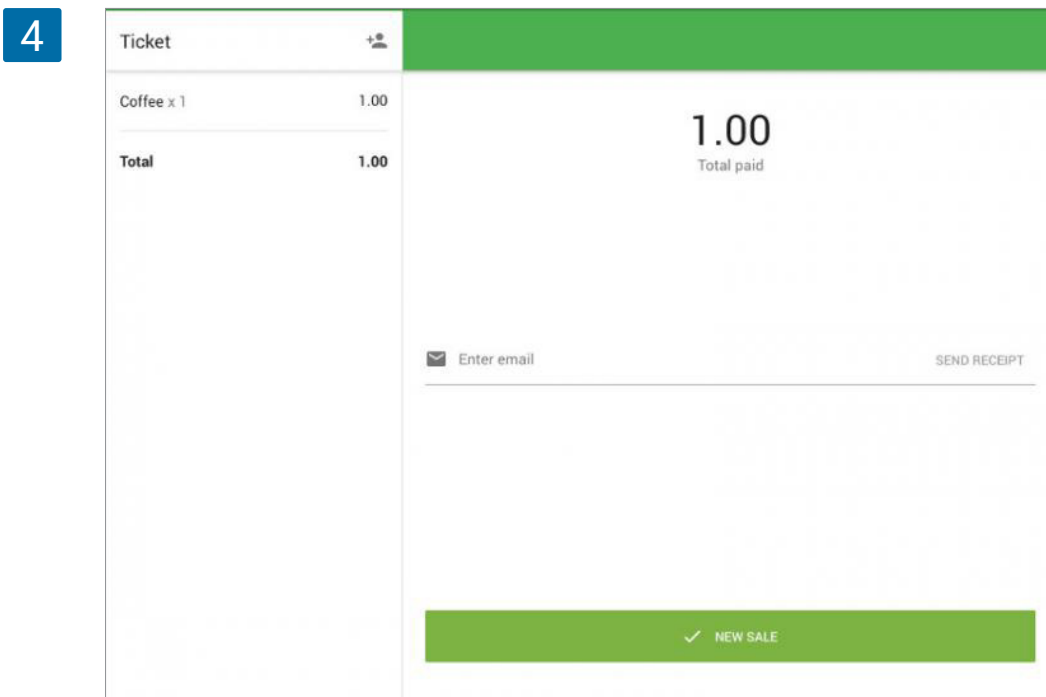 4
Ticket
Coffee x 1 1.00
Total 1.00
1.00
Total paid
Enter email SEND RECEIPT
NEW SALE